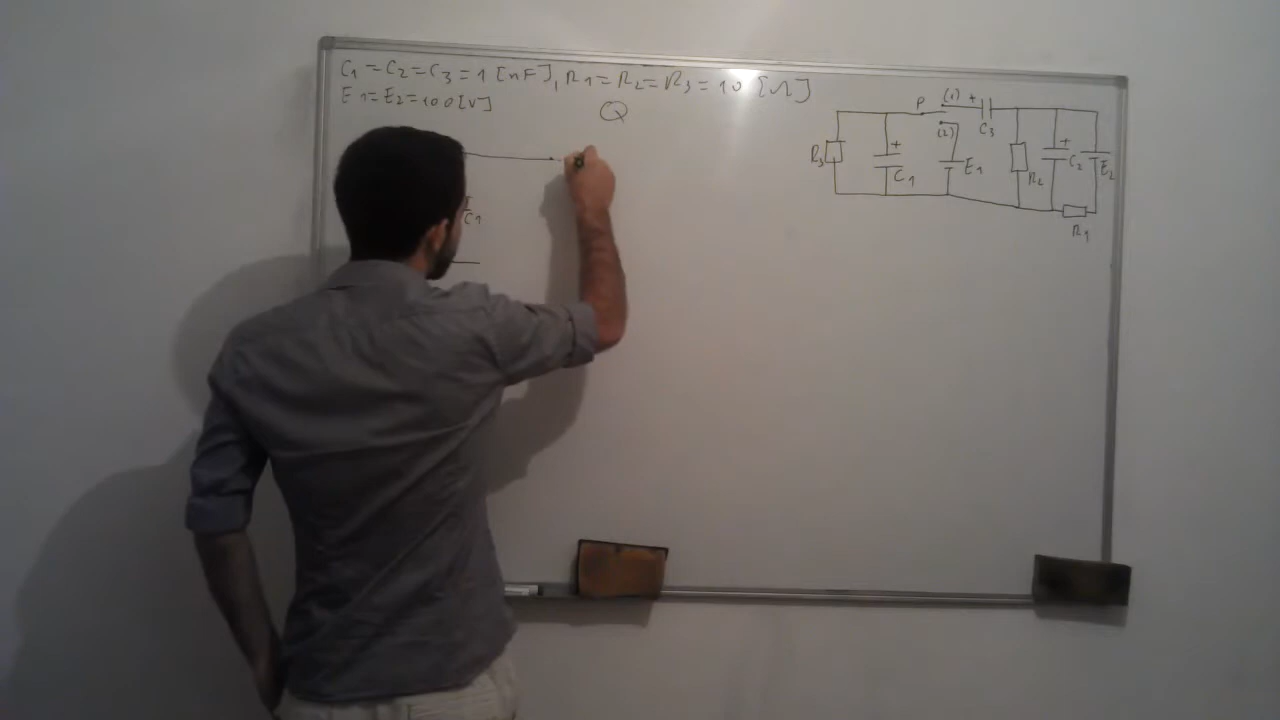 C1 = C2 = C3 = 1 [nF], R1 = R2 = R3 = 10 [Ω]
E1 = E2 = 100 [V]
Q
P (1) + C3
(2)
R3 + C1 E1 R2 + C2 E2
R1
C1